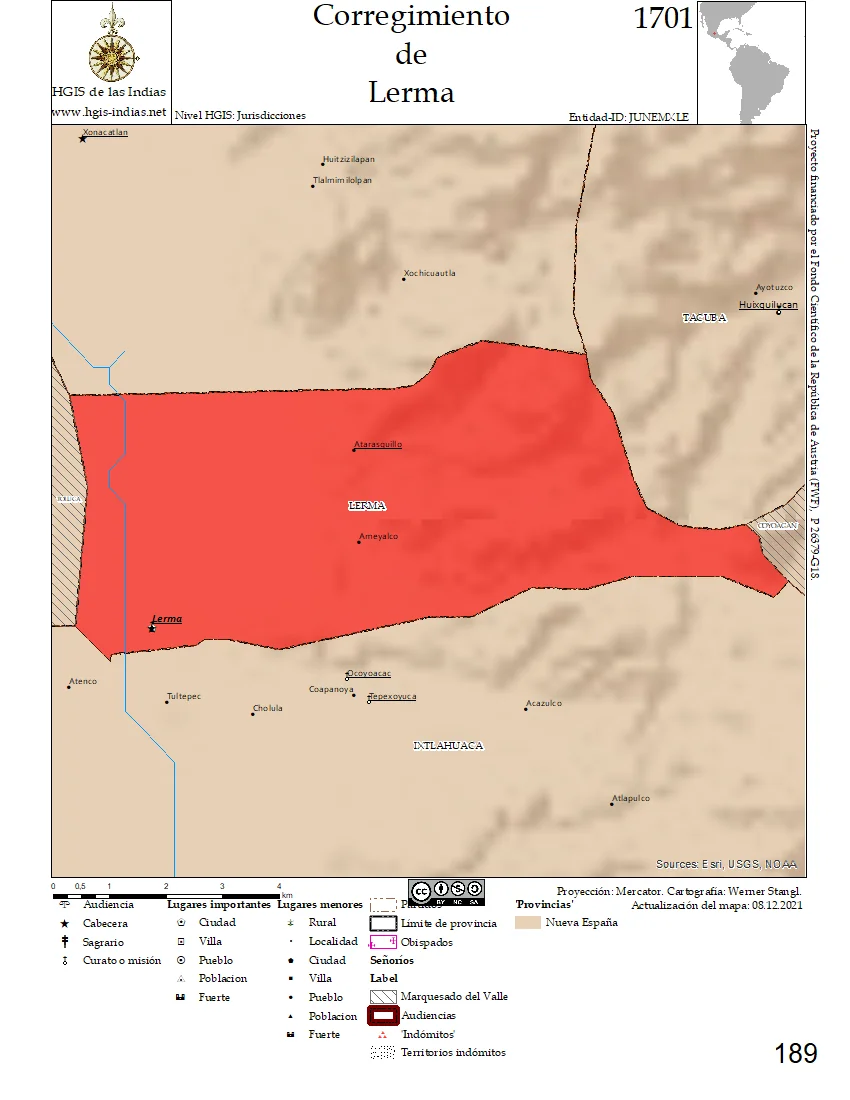 Corregimiento
de
Lerma
1701
HGIS de las Indias
www.hgis-indias.net
Nivel HGIS: Jurisdicciones
Entidad-ID: JUNEMXLE
Proyecto financiado por el Fondo Científico de la República de Austria (FWF), P 26379-G18.
Xonacatlan
Huitzizilapan
Tlalmimilolpan
Xochicuautla
Ayotuzco
Huixquilucan
TACUBA
Atarasquillo
TOLUCA
LERMA
COYOACAN
Ameyalco
Lerma
Ocoyoacac
Atenco
Coapanoya
Tepexoyuca
Tultepec
Cholula
Acazulco
IXTLAHUACA
Atlapulco
Sources: Esri, USGS, NOAA
0 0,5 1 2 3 4
km
CC BY NC SA
Proyección: Mercator. Cartografía: Werner Stangl.
Actualización del mapa: 08.12.2021
Audiencia
Cabecera
Sagrario
Curato o misión
Lugares importantes
Ciudad
Villa
Pueblo
Poblacion
Fuerte
Lugares menores
Rural
Localidad
Ciudad
Villa
Pueblo
Poblacion
Fuerte
Límite de provincia
Obispados
Señoríos
Label
Marquesado del Valle
Audiencias
'Indómitos'
Territorios indómitos
'Provincias'
Nueva España
189